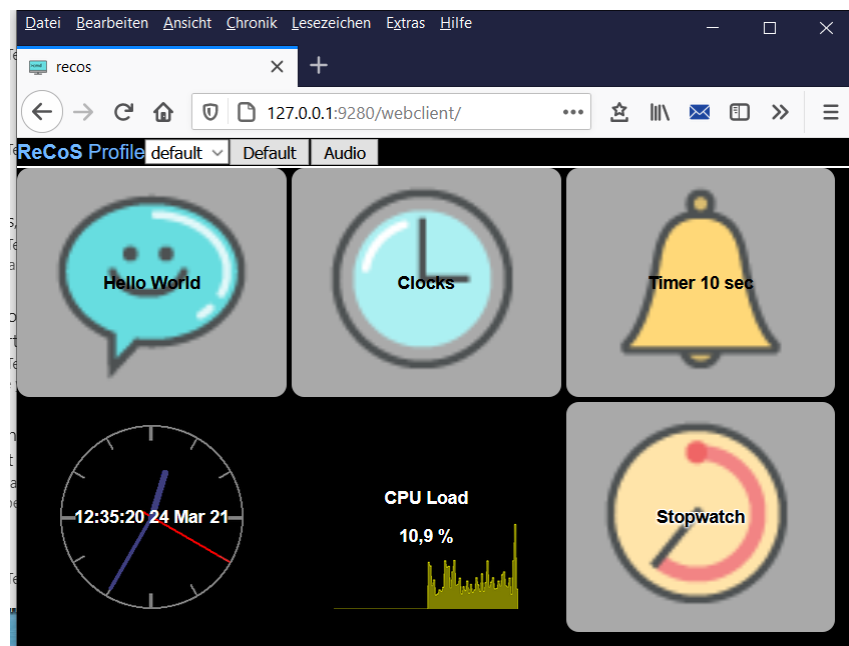 Datei Bearbeiten Ansicht Chronik Lesezeichen Extras Hilfe
recos
127.0.0.1:9280/webclient/
ReCoS Profile default Default Audio
Hello World
Clocks
Timer 10 sec
12:35:20 24 Mar 21
CPU Load
10,9 %
Stopwatch